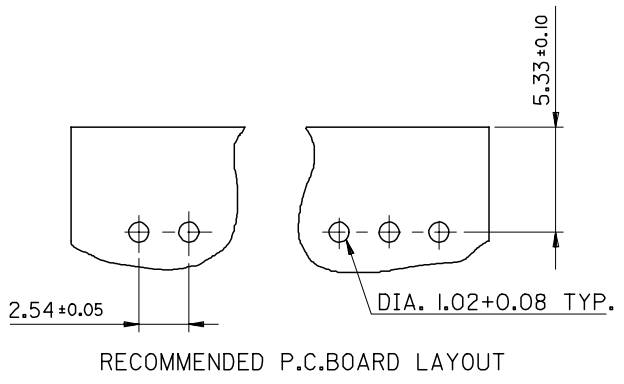 5.33±0.10
2.54±0.05
DIA. 1.02+0.08 TYP.
RECOMMENDED P.C.BOARD LAYOUT